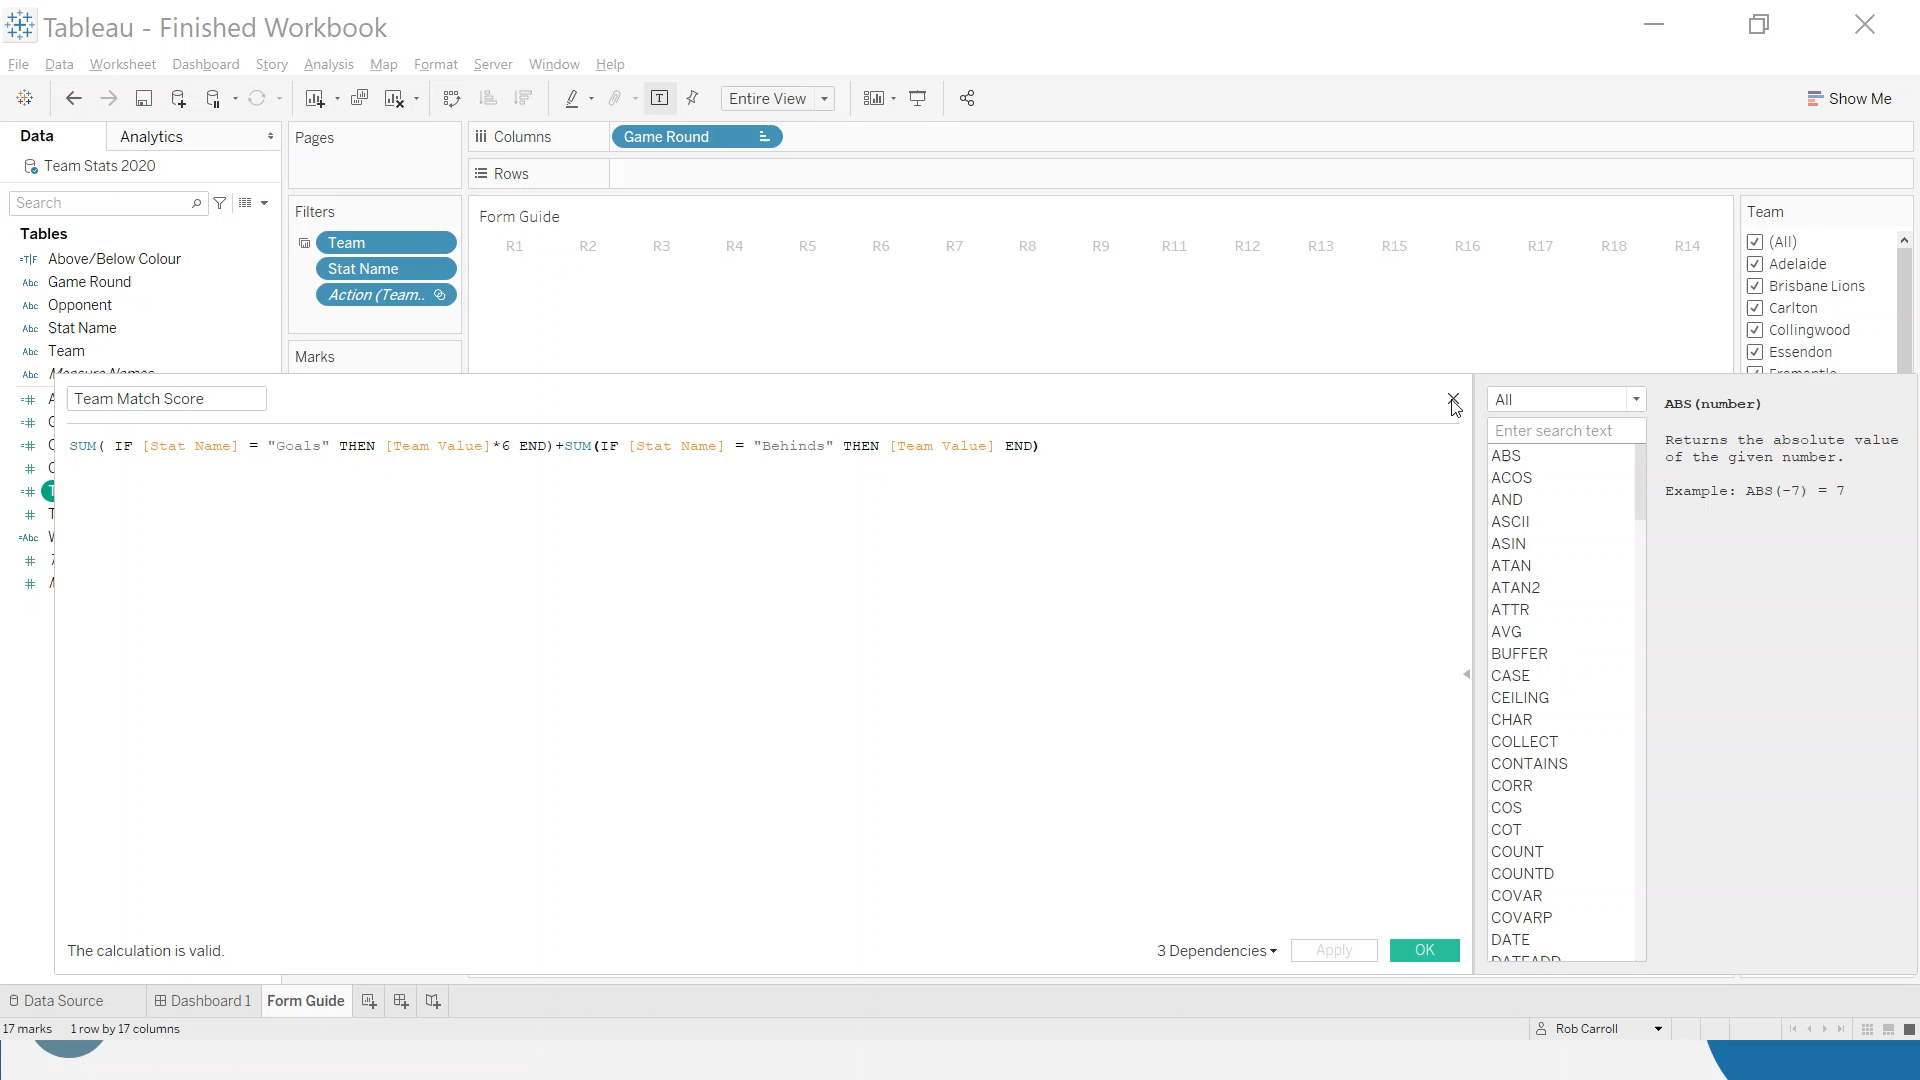 Tableau - Finished Workbook
File Data Worksheet Dashboard Story Analysis Map Format Server Window Help
Entire View
Show Me
Data
Analytics
Team Stats 2020
Search
Tables
Above/Below Colour
Game Round
Opponent
Stat Name
Team
Measure Names
Pages
Filters
Team
Stat Name
Action (Team..
Marks
Columns
Game Round
Rows
Form Guide
R1 R2 R3 R4 R5 R6 R7 R8 R9 R11 R12 R13 R15 R16 R17 R18 R14
Team
(All)
Adelaide
Brisbane Lions
Carlton
Collingwood
Essendon
Fremantle
Team Match Score
SUM( IF [Stat Name] = "Goals" THEN [Team Value]*6 END)+SUM(IF [Stat Name] = "Behinds" THEN [Team Value] END)
The calculation is valid.
3 Dependencies
Apply
OK
All
Enter search text
ABS
ACOS
AND
ASCII
ASIN
ATAN
ATAN2
ATTR
AVG
BUFFER
CASE
CEILING
CHAR
COLLECT
CONTAINS
CORR
COS
COT
COUNT
COUNTD
COVAR
COVARP
DATE
DATEADD
ABS(number)
Returns the absolute value
of the given number.
Example: ABS(-7) = 7
Data Source
Dashboard 1
Form Guide
17 marks 1 row by 17 columns
Rob Carroll